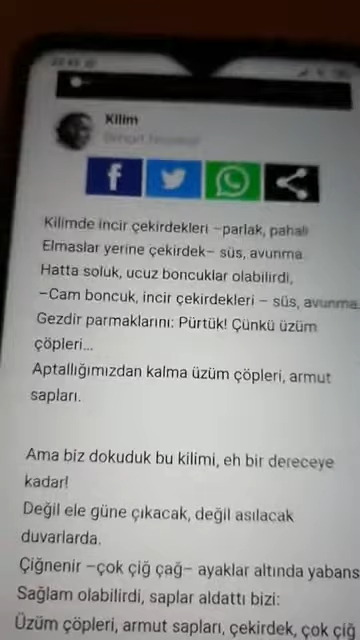 Kilim
Kilimde incir çekirdekleri –parlak, pahalı
Elmaslar yerine çekirdek– süs, avunma.
Hatta soluk, ucuz boncuklar olabilirdi,
–Cam boncuk, incir çekirdekleri – süs, avunma.
Gezdir parmaklarını: Pürtük! Çünkü üzüm
çöpleri...
Aptallığımızdan kalma üzüm çöpleri, armut
sapları.
Ama biz dokuduk bu kilimi, eh bir dereceye
kadar!
Değil ele güne çıkacak, değil asılacak
duvarlarda.
Çiğnenir –çok çiğ çağ– ayaklar altında yabans
Sağlam olabilirdi, saplar aldattı bizi:
Üzüm çöpleri, armut sapları, çekirdek, çok çiğ